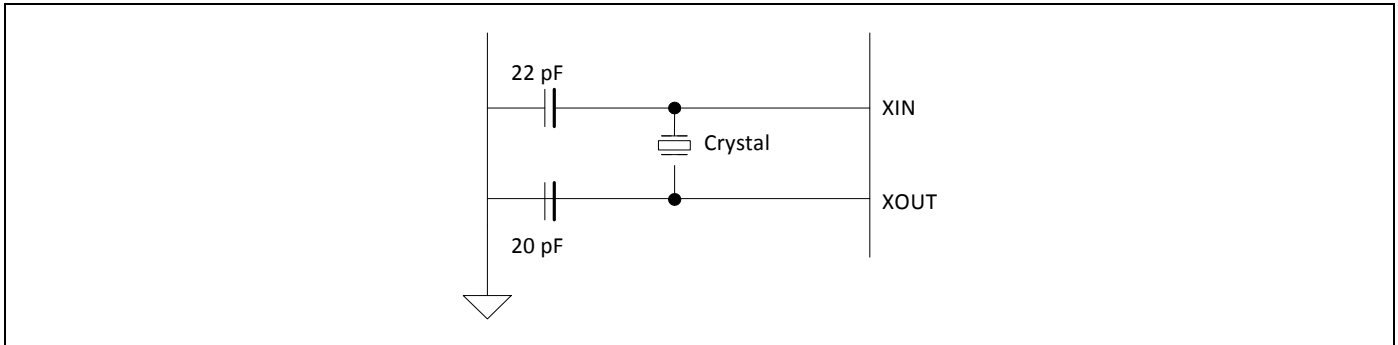 22 pF
XIN
Crystal
XOUT
20 pF